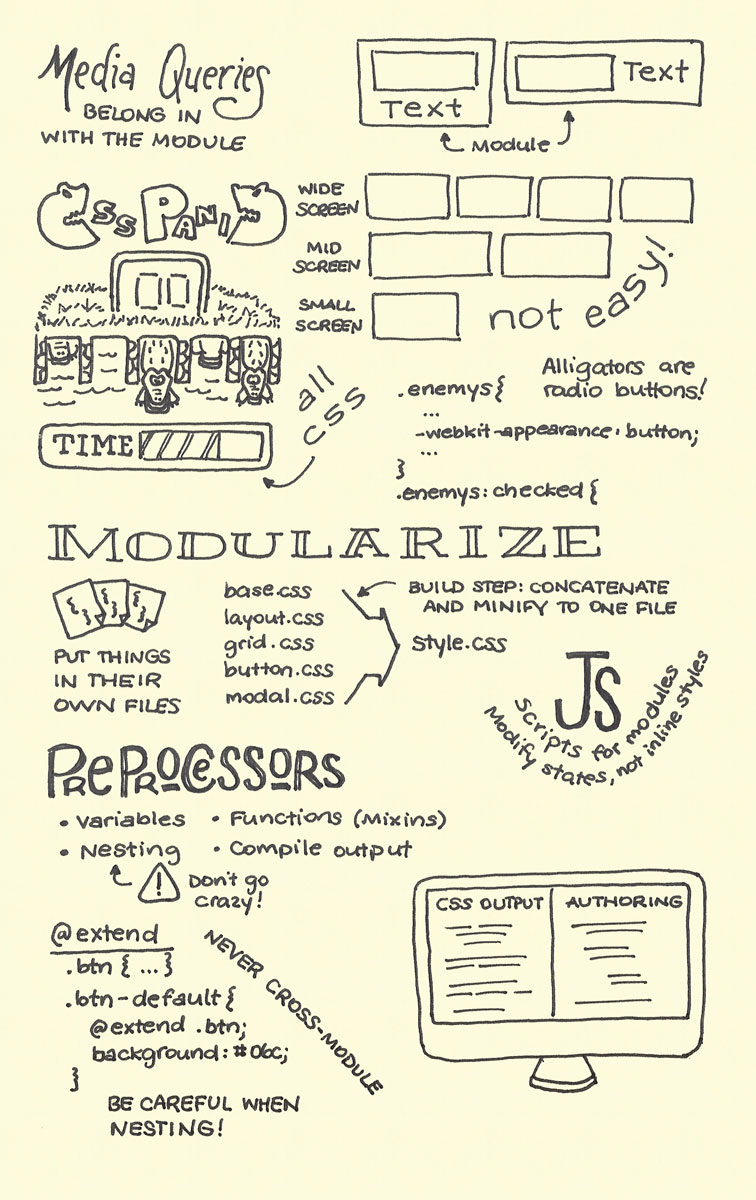 Media Queries
BELONG IN
WITH THE MODULE
Text
Text
Module
CSS PANIC
WIDE
SCREEN
MID
SCREEN
SMALL
SCREEN
not easy!
TIME
all
css
Alligators are
radio buttons!
.enemys{
...
-webkit-appearance: button;
...
}
.enemys:checked {
MODULARIZE
{} {} {}
PUT THINGS
IN THEIR
OWN FILES
base.css
layout.css
grid.css
button.css
modal.css
BUILD STEP: CONCATENATE
AND MINIFY TO ONE FILE
style.css
JS
Scripts for modules
Modify states, not inline styles
PREPROCESSORS
• Variables • Functions (Mixins)
• Nesting • Compile output
!
Don't go
crazy!
@extend
.btn { ... }
.btn-default {
@extend .btn;
background: #06c;
}
NEVER CROSS-MODULE
BE CAREFUL WHEN
NESTING!
CSS OUTPUT
AUTHORING